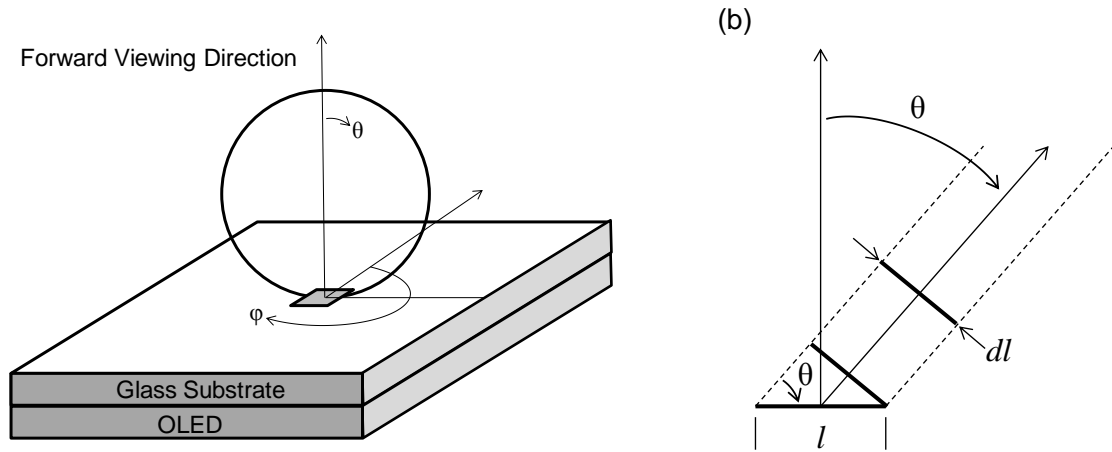 (b)
Forward Viewing Direction
θ
θ
φ
θ
dl
l
Glass Substrate
OLED